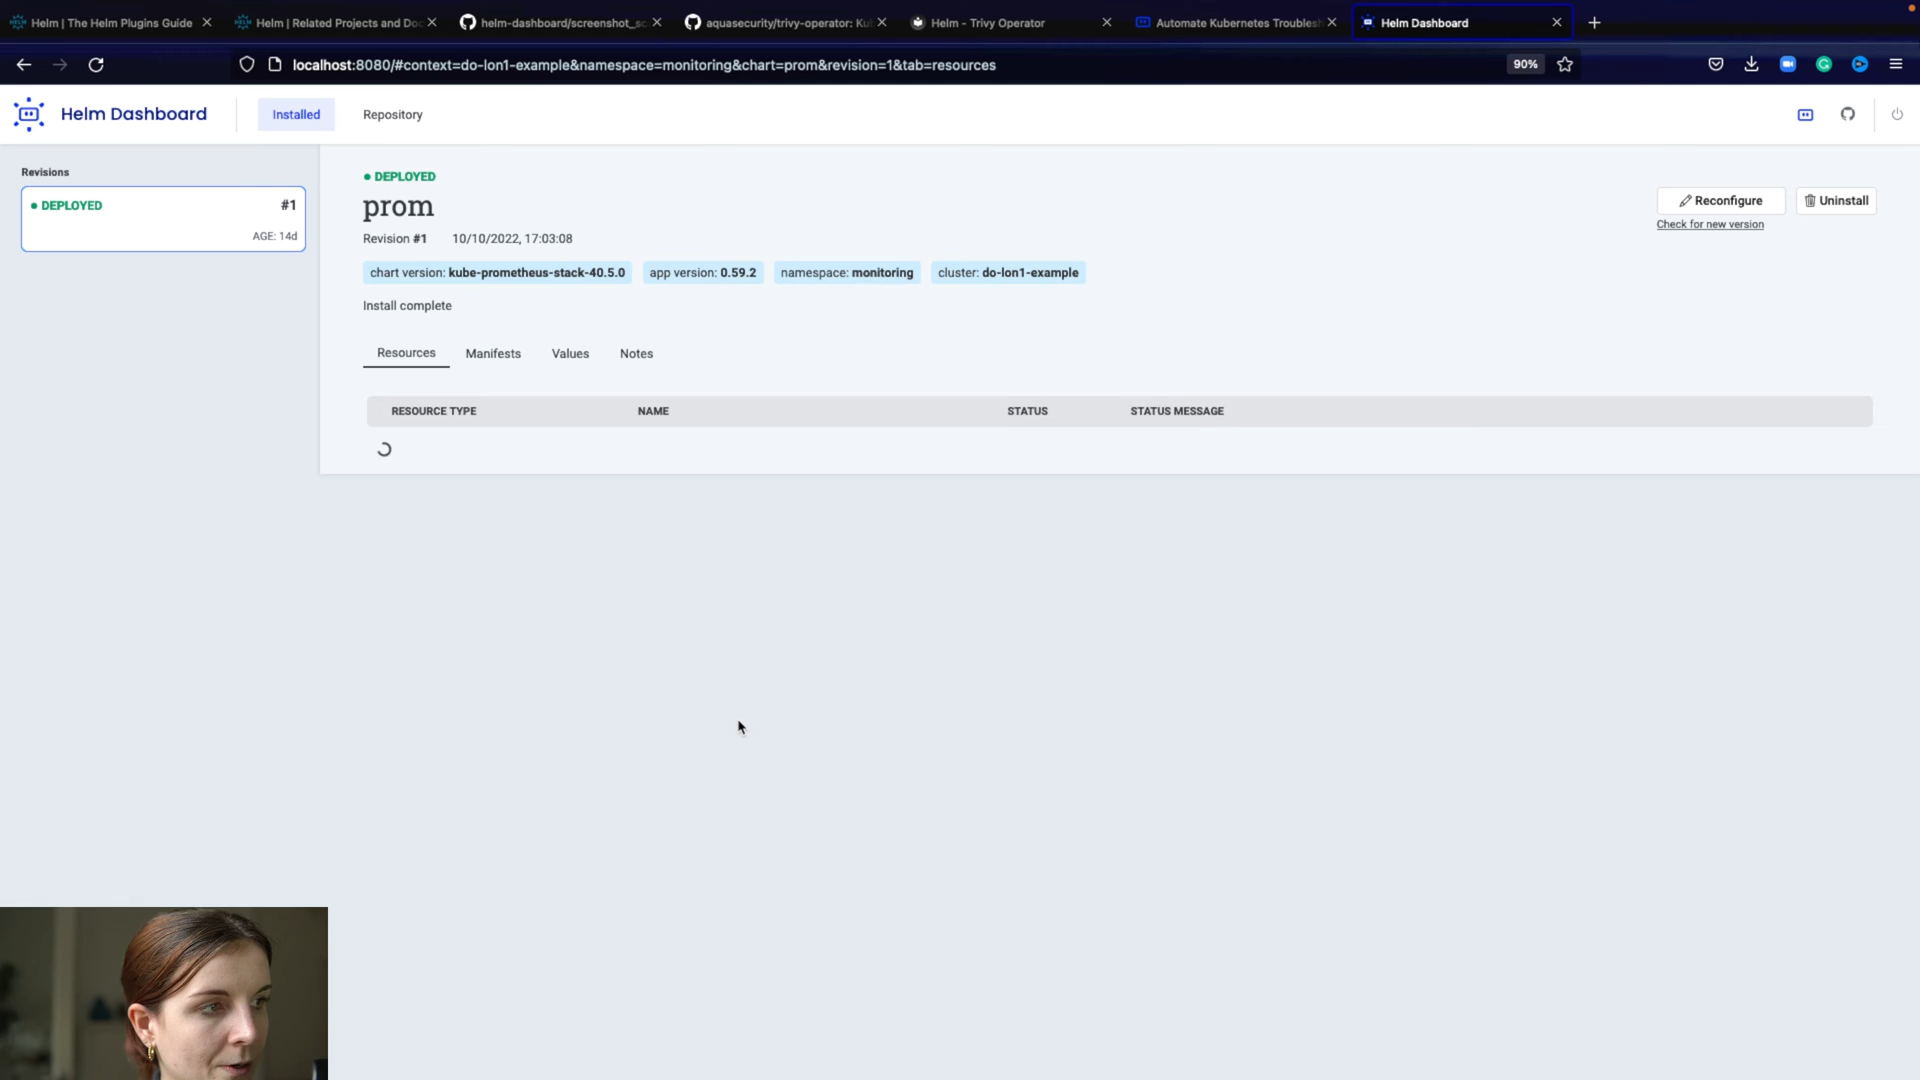 Helm | The Helm Plugins Guide
Helm | Related Projects and Doc
helm-dashboard/screenshot_sc
aquasecurity/trivy-operator: Kub
Helm - Trivy Operator
Automate Kubernetes Troublesh
Helm Dashboard
localhost:8080/#context=do-lon1-example&namespace=monitoring&chart=prom&revision=1&tab=resources
90%
Helm Dashboard
Installed
Repository
Revisions
DEPLOYED
#1
AGE: 14d
DEPLOYED
prom
Revision #1 10/10/2022, 17:03:08
Reconfigure
Uninstall
Check for new version
chart version: kube-prometheus-stack-40.5.0
app version: 0.59.2
namespace: monitoring
cluster: do-lon1-example
Install complete
Resources
Manifests
Values
Notes
RESOURCE TYPE
NAME
STATUS
STATUS MESSAGE